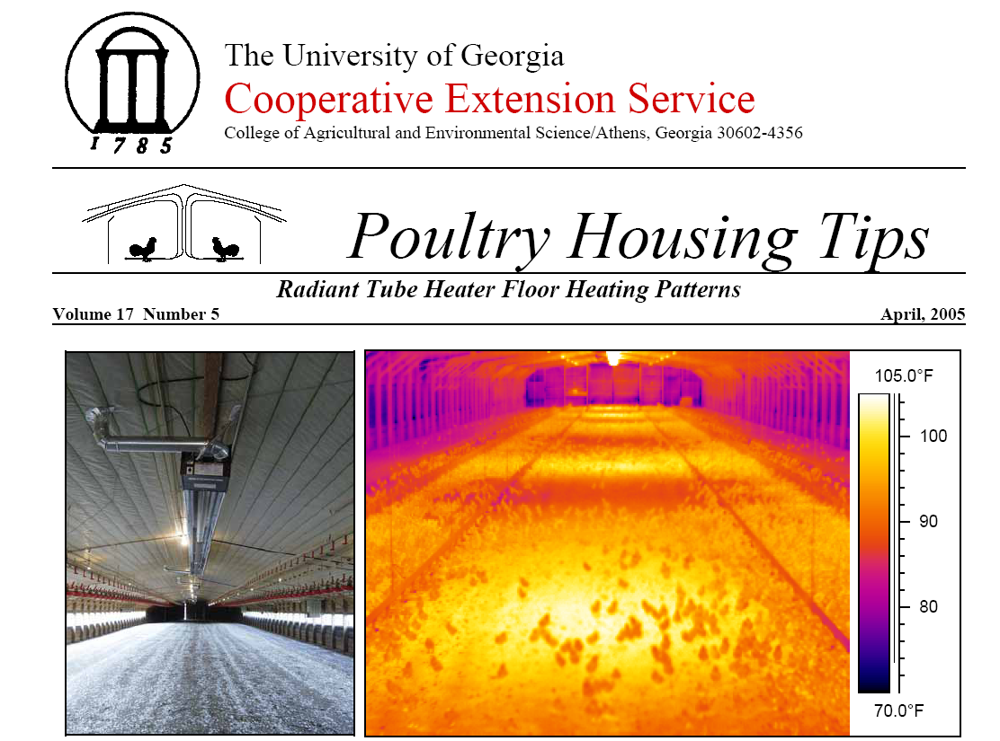 The University of Georgia
Cooperative Extension Service
College of Agricultural and Environmental Science/Athens, Georgia 30602-4356
1785
Poultry Housing Tips
Radiant Tube Heater Floor Heating Patterns
Volume 17 Number 5 April, 2005
105.0°F
100
90
80
70.0°F